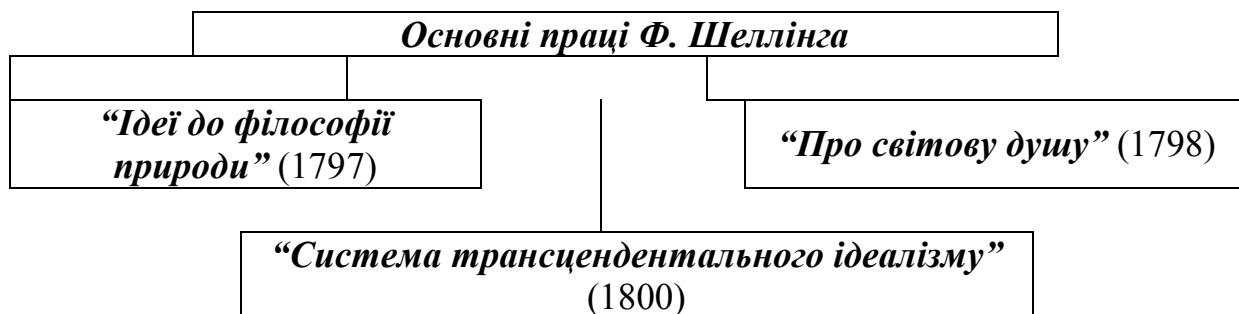 Основні праці Ф. Шеллінга
“Ідеї до філософії
природи” (1797)
“Про світову душу” (1798)
“Система трансцендентального ідеалізму”
(1800)